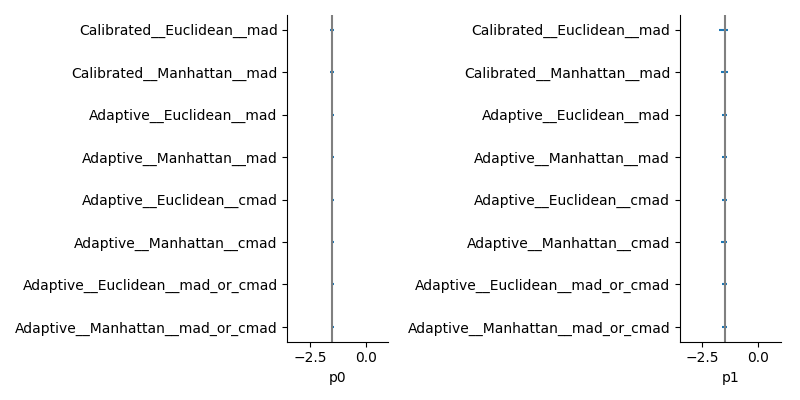 Calibrated__Euclidean__mad
Calibrated__Manhattan__mad
Adaptive__Euclidean__mad
Adaptive__Manhattan__mad
Adaptive__Euclidean__cmad
Adaptive__Manhattan__cmad
Adaptive__Euclidean__mad_or_cmad
Adaptive__Manhattan__mad_or_cmad
−2.5 0.0
p0
Calibrated__Euclidean__mad
Calibrated__Manhattan__mad
Adaptive__Euclidean__mad
Adaptive__Manhattan__mad
Adaptive__Euclidean__cmad
Adaptive__Manhattan__cmad
Adaptive__Euclidean__mad_or_cmad
Adaptive__Manhattan__mad_or_cmad
−2.5 0.0
p1